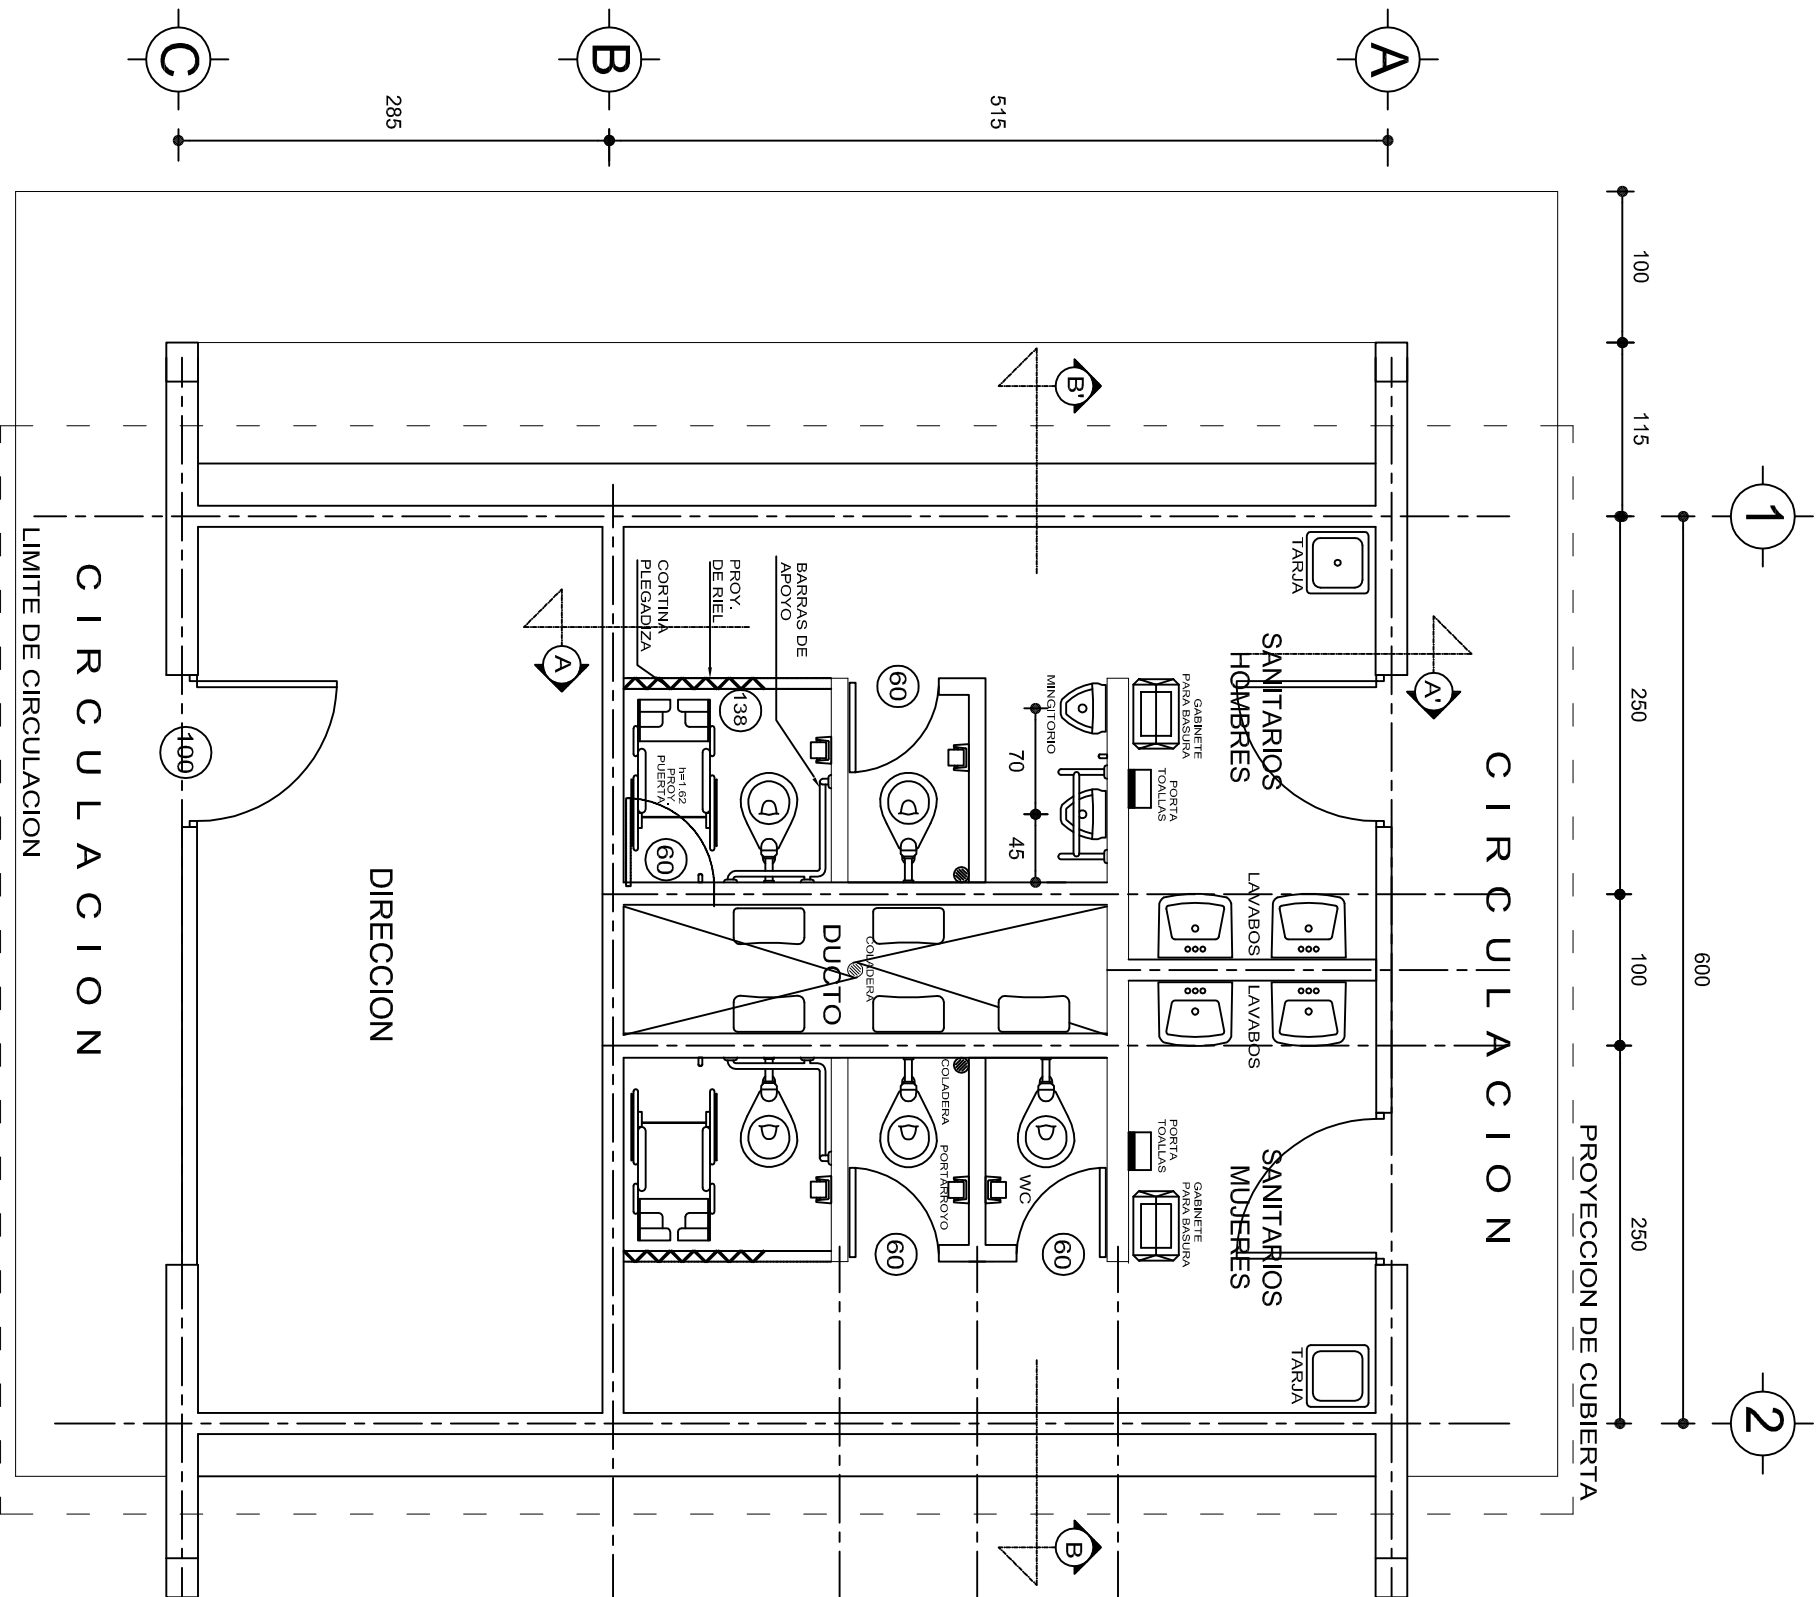 A
B
C
515
285
100
115
250
100
250
600
1
2
PROYECCION DE CUBIERTA
C I R C U L A C I O N
A'
TARJA
SANITARIOS
HOMBRES
LAVABOS
LAVABOS
SANITARIOS
MUJERES
TARJA
GABINETE
PARA BASURA
PORTA
TOALLAS
PORTA
TOALLAS
GABINETE
PARA BASURA
B'
MINGITORIO
70
45
WC
60
B
60
COLADERA
PORTARROYO
60
COLADERA
DUCTO
BARRAS DE
APOYO
PROY.
DE RIEL
CORTINA
PLEGADIZA
138
h=1.62
PROY.
PUERTA
60
A
DIRECCION
100
C I R C U L A C I O N
LIMITE DE CIRCULACION